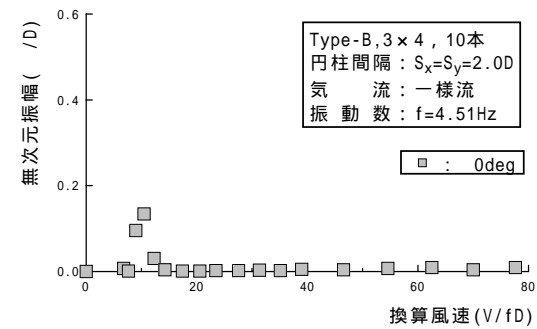 無次元振幅( /D)
0.6
0.4
0.2
0.0
0
20
40
60
80
換算風速(V/fD)
Type-B,3×4，10本
円柱間隔：Sx=Sy=2.0D
気　　流：一様流
振 動 数：f=4.51Hz
： 0deg